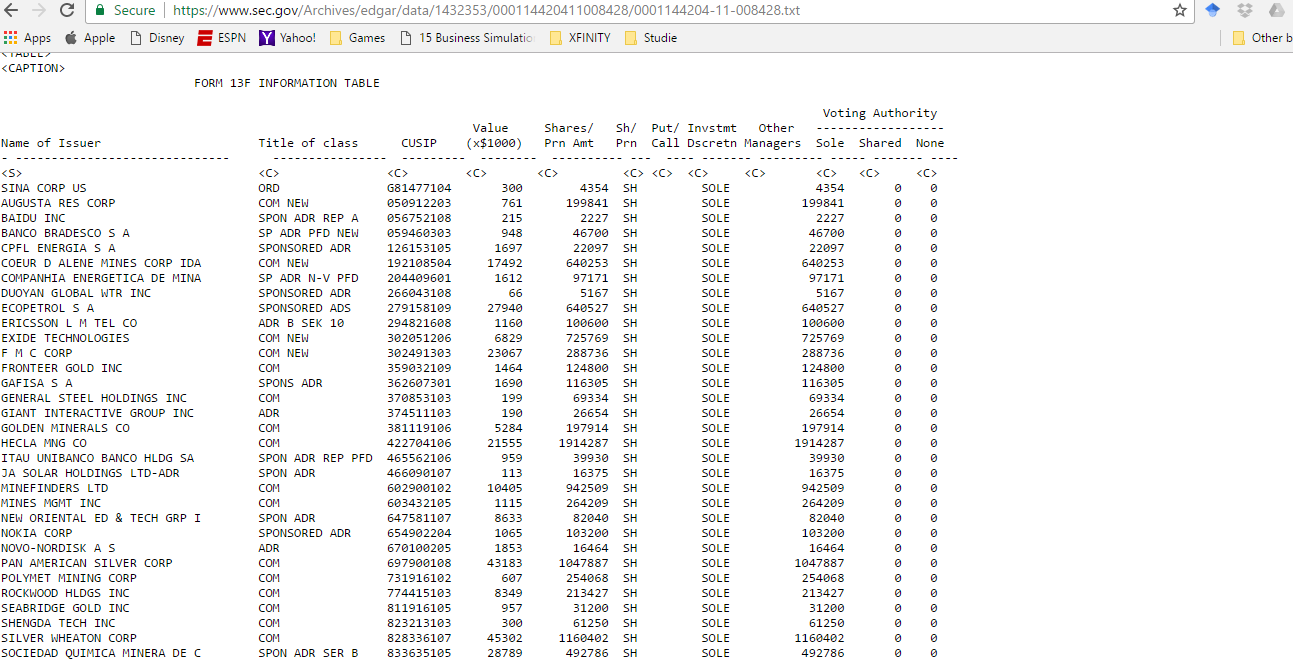 Secure https://www.sec.gov/Archives/edgar/data/1432353/000114420411008428/0001144204-11-008428.txt
Apps Apple Disney ESPN Yahoo! Games 15 Business Simulatio XFINITY Studie Other b
<TABLE>
<CAPTION>
FORM 13F INFORMATION TABLE
Voting Authority
Value Shares/ Sh/ Put/ Invstmt Other -------------------
Name of Issuer Title of class CUSIP (x$1000) Prn Amt Prn Call Dscretn Managers Sole Shared None
- ------------------------------ ---------------- --------- -------- ---------- --- ---- ------- ------------ ----- ------- ----
<S> <C> <C> <C> <C> <C> <C> <C> <C> <C> <C> <C>
SINA CORP US ORD G81477104 300 4354 SH SOLE 4354 0 0
AUGUSTA RES CORP COM NEW 050912203 761 199841 SH SOLE 199841 0 0
BAIDU INC SPON ADR REP A 056752108 215 2227 SH SOLE 2227 0 0
BANCO BRADESCO S A SP ADR PFD NEW 059460303 948 46700 SH SOLE 46700 0 0
CPFL ENERGIA S A SPONSORED ADR 126153105 1697 22097 SH SOLE 22097 0 0
COEUR D ALENE MINES CORP IDA COM NEW 192108504 17492 640253 SH SOLE 640253 0 0
COMPANHIA ENERGETICA DE MINA SP ADR N-V PFD 204409601 1612 97171 SH SOLE 97171 0 0
DUOYAN GLOBAL WTR INC SPONSORED ADR 266043108 66 5167 SH SOLE 5167 0 0
ECOPETROL S A SPONSORED ADS 279158109 27940 640527 SH SOLE 640527 0 0
ERICSSON L M TEL CO ADR B SEK 10 294821608 1160 100600 SH SOLE 100600 0 0
EXIDE TECHNOLOGIES COM NEW 302051206 6829 725769 SH SOLE 725769 0 0
F M C CORP COM NEW 302491303 23067 288736 SH SOLE 288736 0 0
FRONTEER GOLD INC COM 359032109 1464 124800 SH SOLE 124800 0 0
GAFISA S A SPONS ADR 362607301 1690 116305 SH SOLE 116305 0 0
GENERAL STEEL HOLDINGS INC COM 370853103 199 69334 SH SOLE 69334 0 0
GIANT INTERACTIVE GROUP INC ADR 374511103 190 26654 SH SOLE 26654 0 0
GOLDEN MINERALS CO COM 381119106 5284 197914 SH SOLE 197914 0 0
HECLA MNG CO COM 422704106 21555 1914287 SH SOLE 1914287 0 0
ITAU UNIBANCO BANCO HLDG SA SPON ADR REP PFD 465562106 959 39930 SH SOLE 39930 0 0
JA SOLAR HOLDINGS LTD-ADR SPON ADR 466090107 113 16375 SH SOLE 16375 0 0
MINEFINDERS LTD COM 602900102 10405 942509 SH SOLE 942509 0 0
MINES MGMT INC COM 603432105 1115 264209 SH SOLE 264209 0 0
NEW ORIENTAL ED & TECH GRP I SPON ADR 647581107 8633 82040 SH SOLE 82040 0 0
NOKIA CORP SPONSORED ADR 654902204 1065 103200 SH SOLE 103200 0 0
NOVO-NORDISK A S ADR 670100205 1853 16464 SH SOLE 16464 0 0
PAN AMERICAN SILVER CORP COM 697900108 43183 1047887 SH SOLE 1047887 0 0
POLYMET MINING CORP COM 731916102 607 254068 SH SOLE 254068 0 0
ROCKWOOD HLDGS INC COM 774415103 8349 213427 SH SOLE 213427 0 0
SEABRIDGE GOLD INC COM 811916105 957 31200 SH SOLE 31200 0 0
SHENGDA TECH INC COM 823213103 300 61250 SH SOLE 61250 0 0
SILVER WHEATON CORP COM 828336107 45302 1160402 SH SOLE 1160402 0 0
SOCIEDAD QUIMICA MINERA DE C SPON ADR SER B 833635105 28789 492786 SH SOLE 492786 0 0